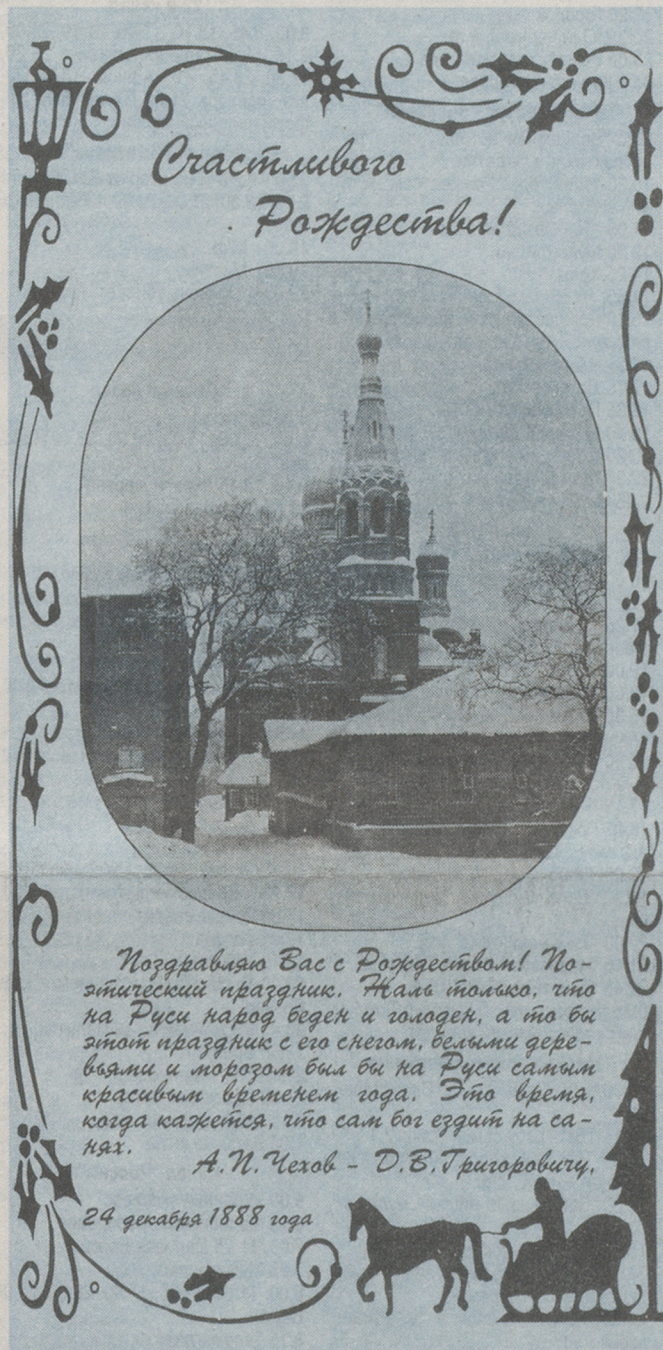 Счастливого
Рождества!
Поздравляю Вас с Рождеством! По-
этический праздник. Жаль только, что
на Руси народ беден и голоден, а то бы
этот праздник с его снегом, белыми дере-
вьями и морозом был бы на Руси самым
красивым временем года. Это время,
когда кажется, что сам бог ездит на са-
нях.
А.П.Чехов - Д.В.Григоровичу,
24 декабря 1888 года